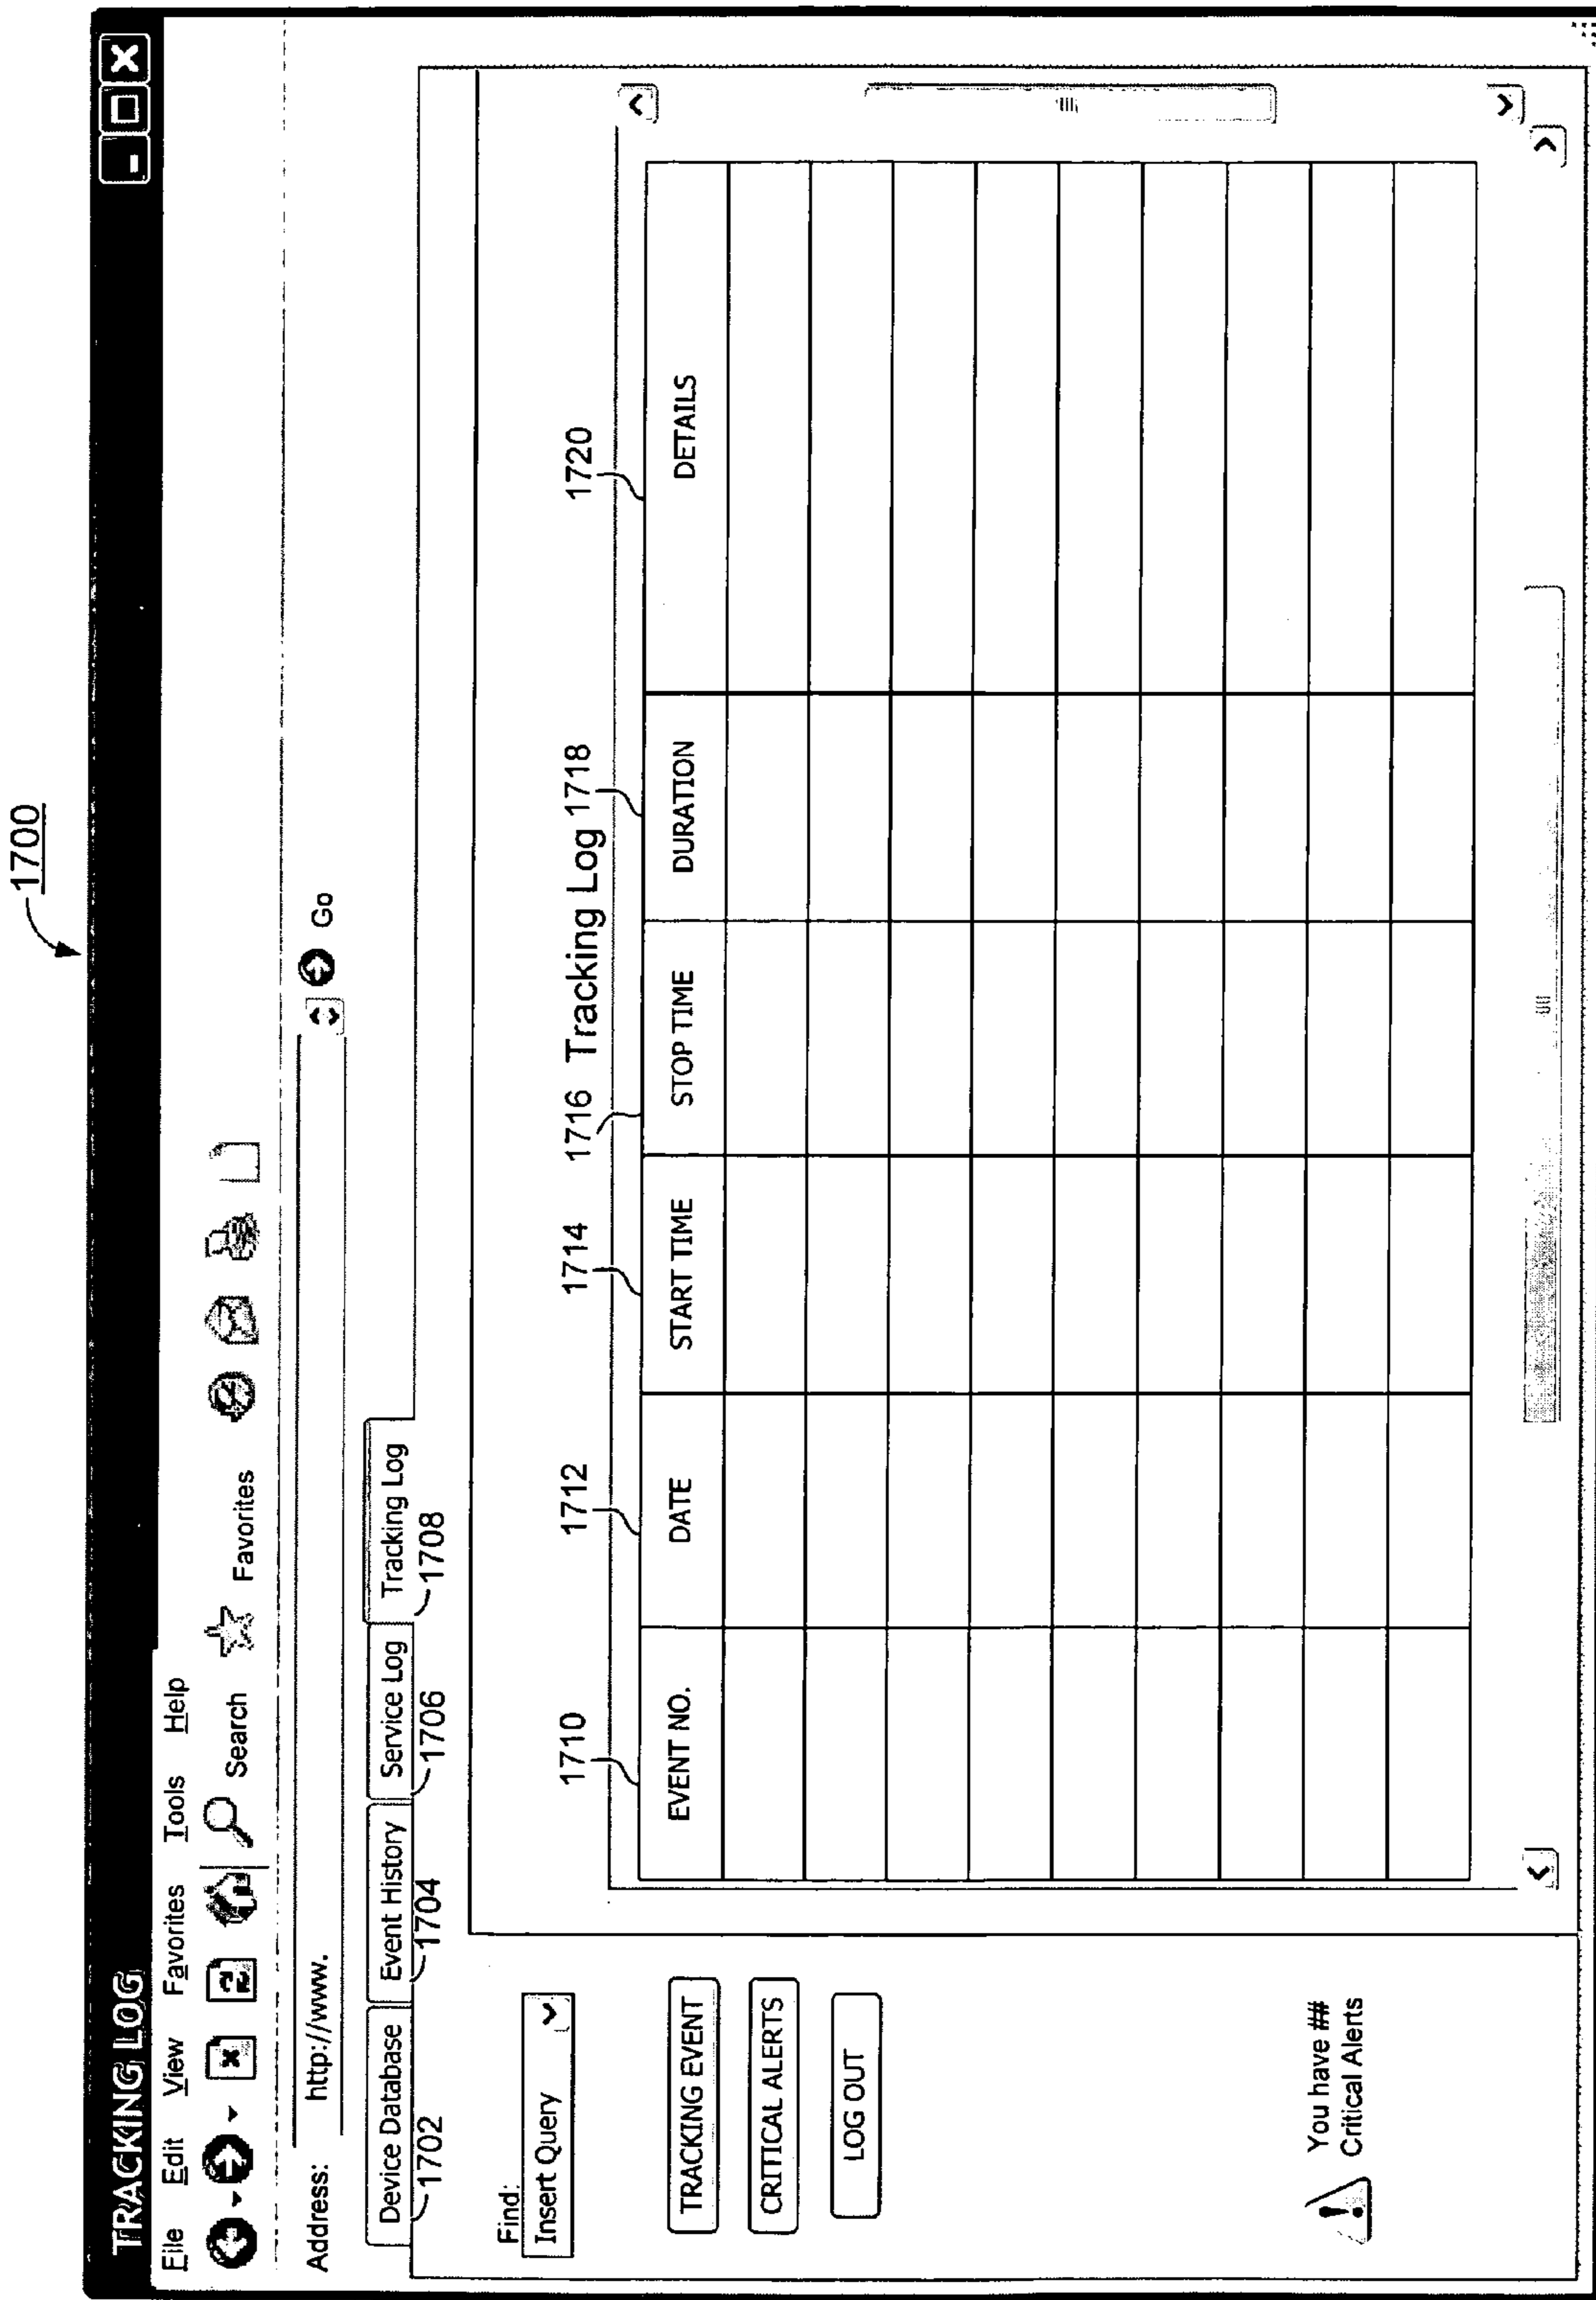 1700
TRACKING LOG
File Edit View Favorites Tools Help
Search Favorites
Address: http://www. Go
Device Database Event History Service Log Tracking Log
1702 1704 1706 1708
Find:
Insert Query
TRACKING EVENT
CRITICAL ALERTS
LOG OUT
You have ##
Critical Alerts
Tracking Log
1710 1712 1714 1716 1718 1720
EVENT NO. DATE START TIME STOP TIME DURATION DETAILS